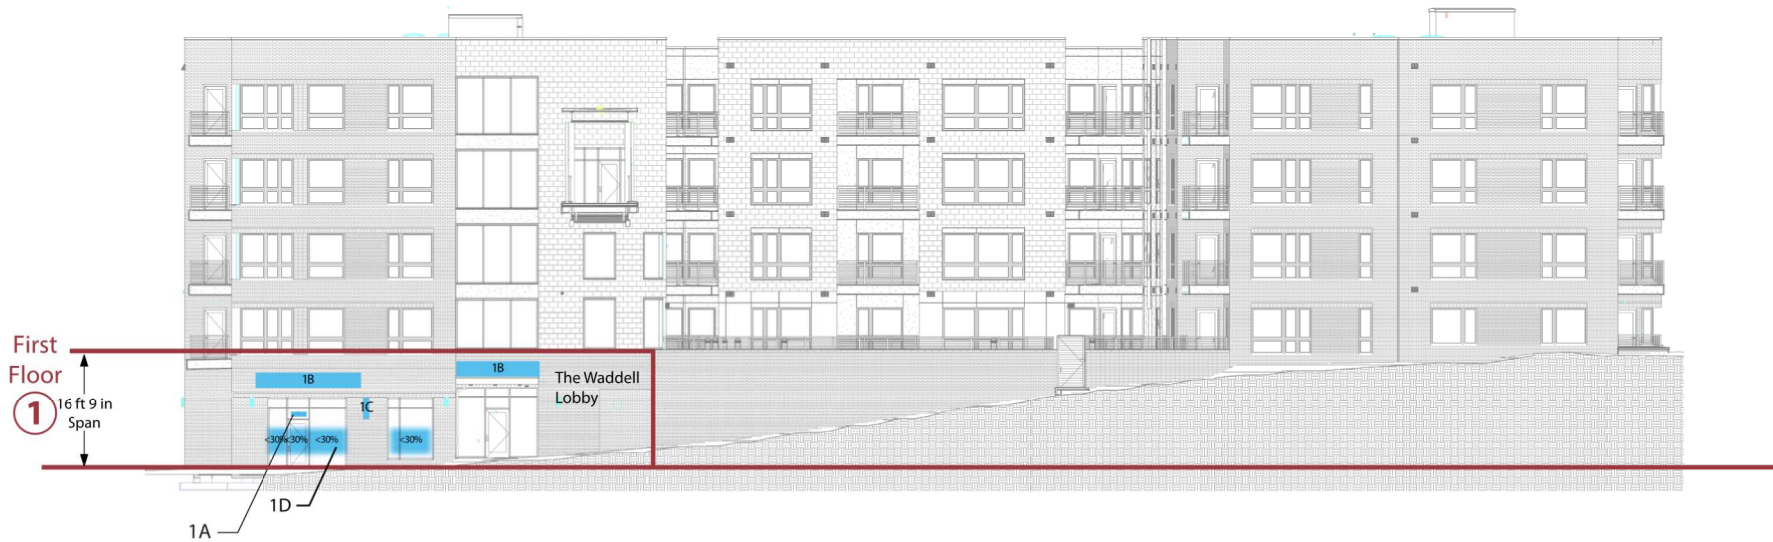 First
Floor
1
16 ft 9 in
Span
1B
1B
The Waddell
Lobby
1C
<30%
<30%
<30%
<30%
1D
1A